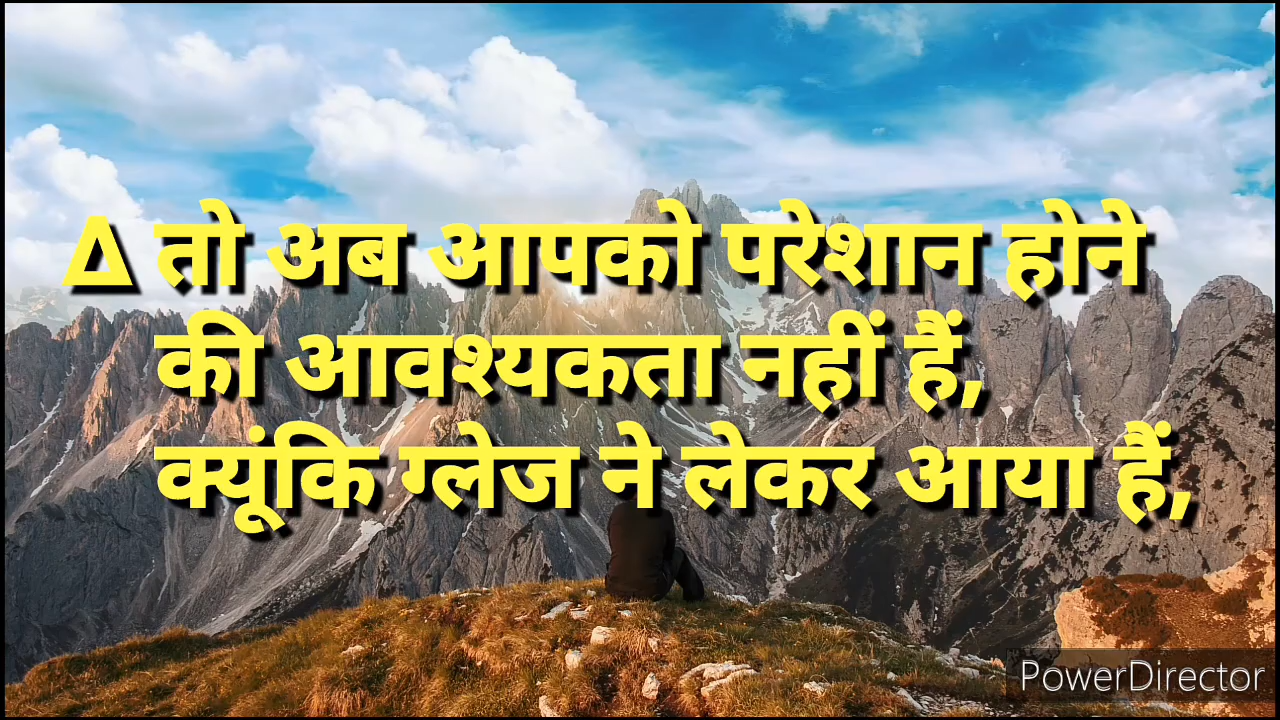 Δ तो अब आपको परेशान होने
की आवश्यकता नहीं हैं,
क्यूंकि ग्लेज ने लेकर आया हैं,
PowerDirector